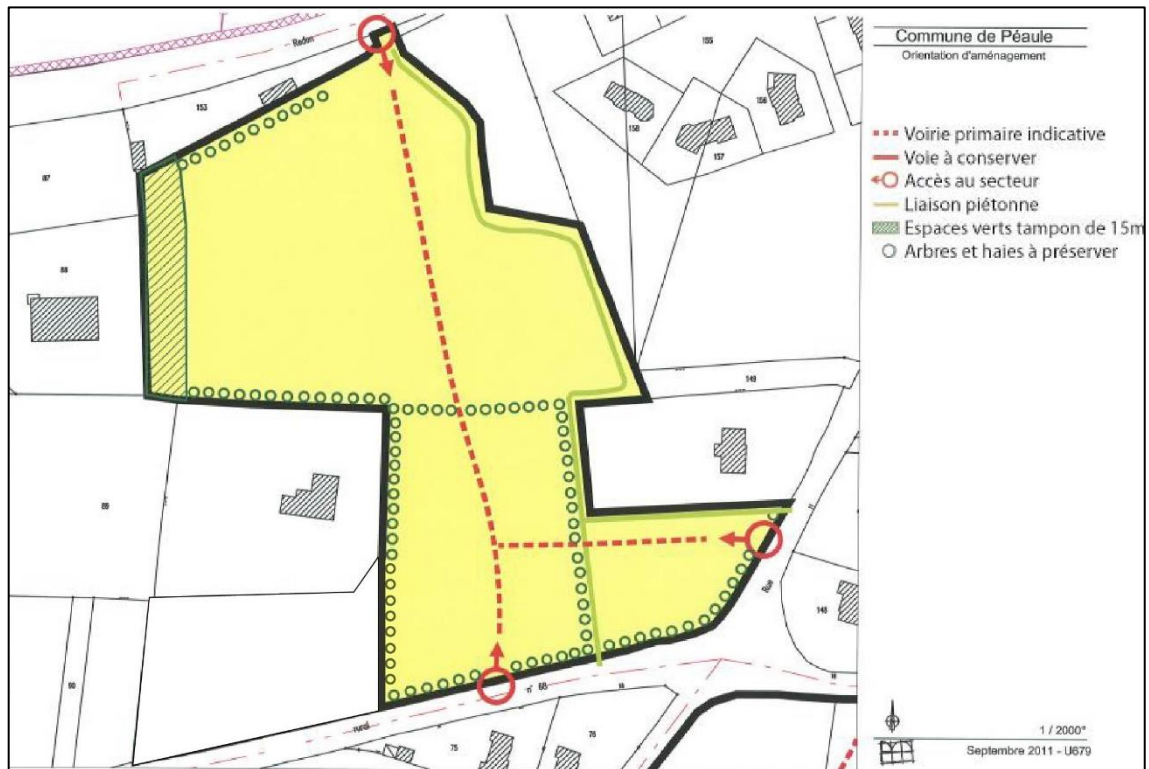 Commune de Péaule
Orientation d'aménagement
Voirie primaire indicative
Voie à conserver
Accès au secteur
Liaison piétonne
Espaces verts tampon de 15m
Arbres et haies à préserver
1 / 2000°
Septembre 2011 - U679
Redon
155
153
158
156
157
87
88
149
89
Rue
148
90
n° 68
rural
75
76